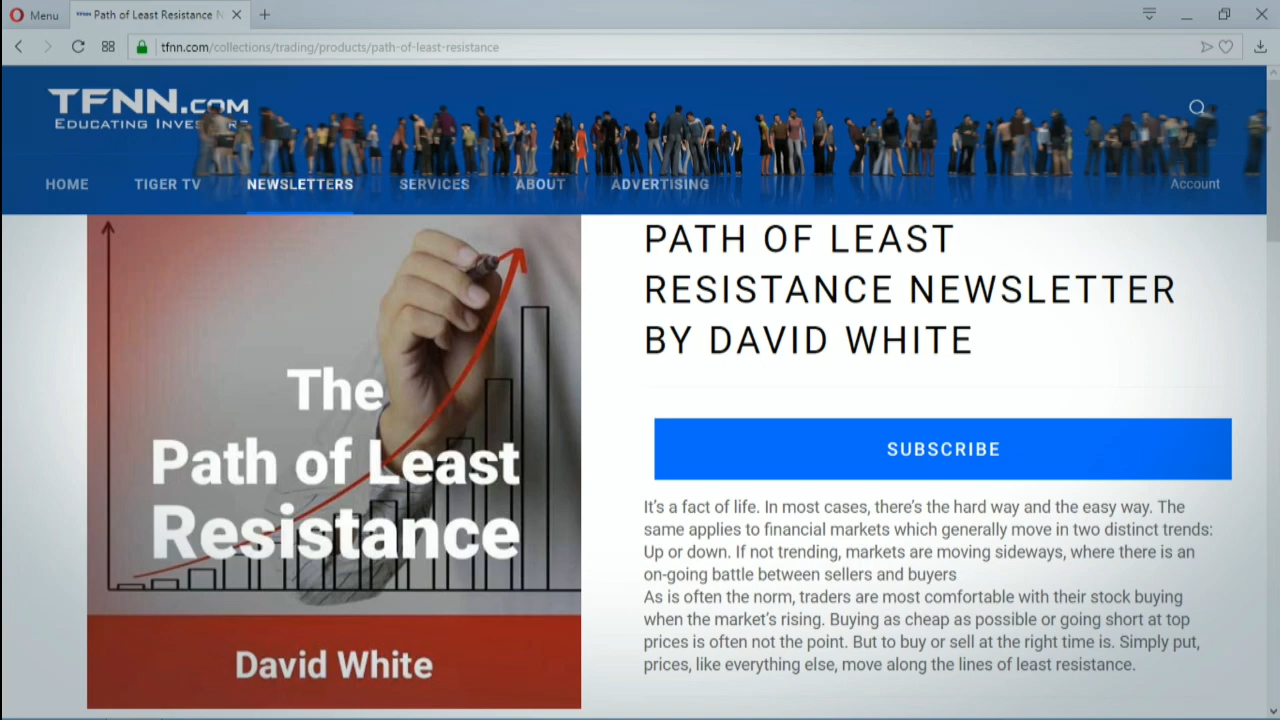 Menu
Path of Least Resistance N
tfnn.com/collections/trading/products/path-of-least-resistance
TFNN.COM
EDUCATING INVESTORS
HOME TIGER TV NEWSLETTERS SERVICES ABOUT ADVERTISING Account
The
Path of Least
Resistance
David White
PATH OF LEAST
RESISTANCE NEWSLETTER
BY DAVID WHITE
SUBSCRIBE
It's a fact of life. In most cases, there's the hard way and the easy way. The
same applies to financial markets which generally move in two distinct trends:
Up or down. If not trending, markets are moving sideways, where there is an
on-going battle between sellers and buyers
As is often the norm, traders are most comfortable with their stock buying
when the market's rising. Buying as cheap as possible or going short at top
prices is often not the point. But to buy or sell at the right time is. Simply put,
prices, like everything else, move along the lines of least resistance.